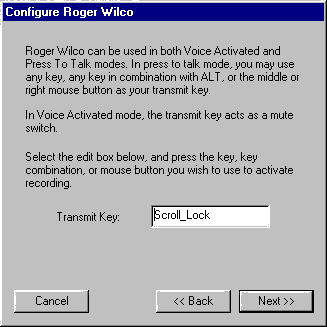 Configure Roger Wilco
Roger Wilco can be used in both Voice Activated and
Press To Talk modes. In press to talk mode, you may use
any key, any key in combination with ALT, or the middle or
right mouse button as your transmit key.
In Voice Activated mode, the transmit key acts as a mute
switch.
Select the edit box below, and press the key, key
combination, or mouse button you wish to use to activate
recording.
Transmit Key: Scroll_Lock
Cancel << Back Next >>